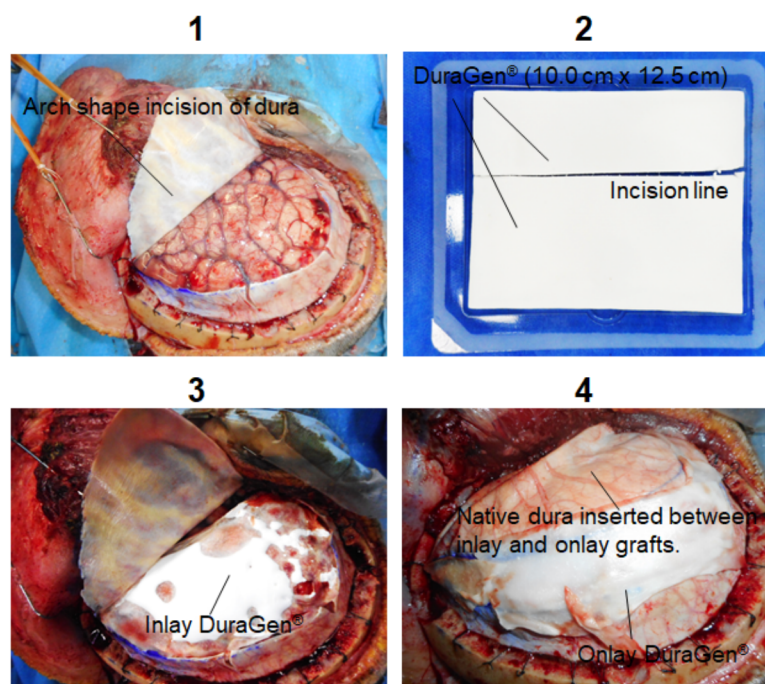 1
2
Arch shape incision of dura
DuraGen® (10.0 cm x 12.5 cm)
Incision line
3
4
Inlay DuraGen®
Native dura inserted between
inlay and onlay grafts.
Onlay DuraGen®